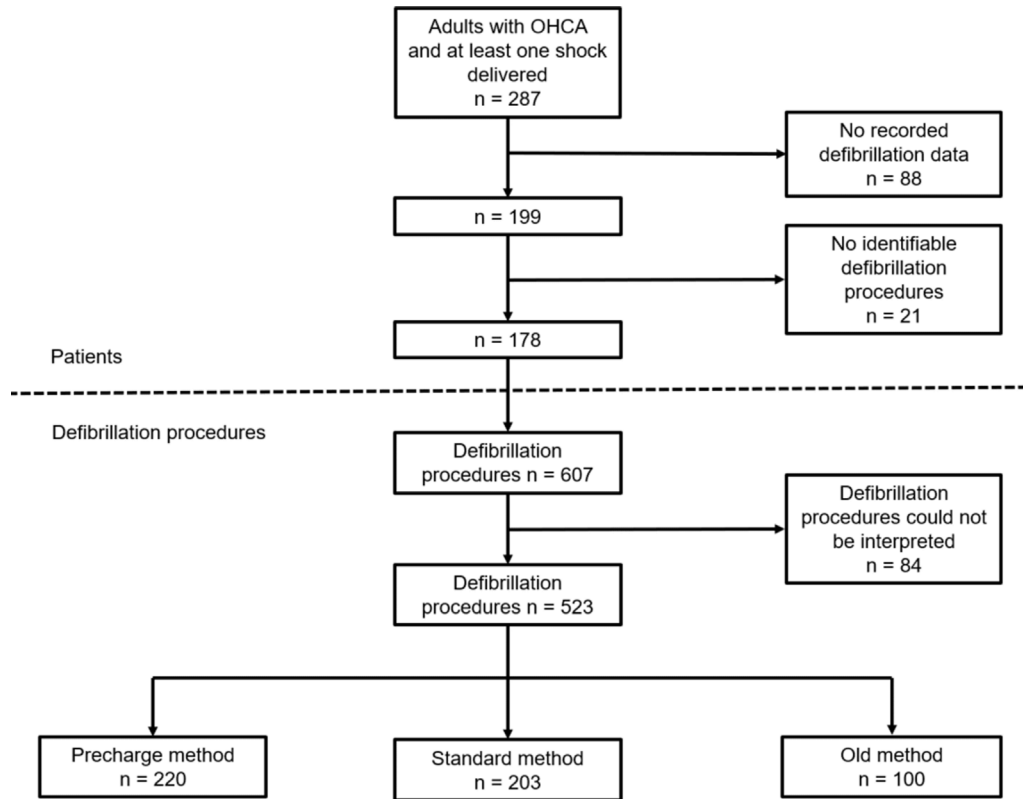 Adults with OHCA
and at least one shock
delivered
n = 287
No recorded
defibrillation data
n = 88
n = 199
No identifiable
defibrillation
procedures
n = 21
n = 178
Patients
Defibrillation procedures
Defibrillation
procedures n = 607
Defibrillation
procedures could not
be interpreted
n = 84
Defibrillation
procedures n = 523
Precharge method
n = 220
Standard method
n = 203
Old method
n = 100